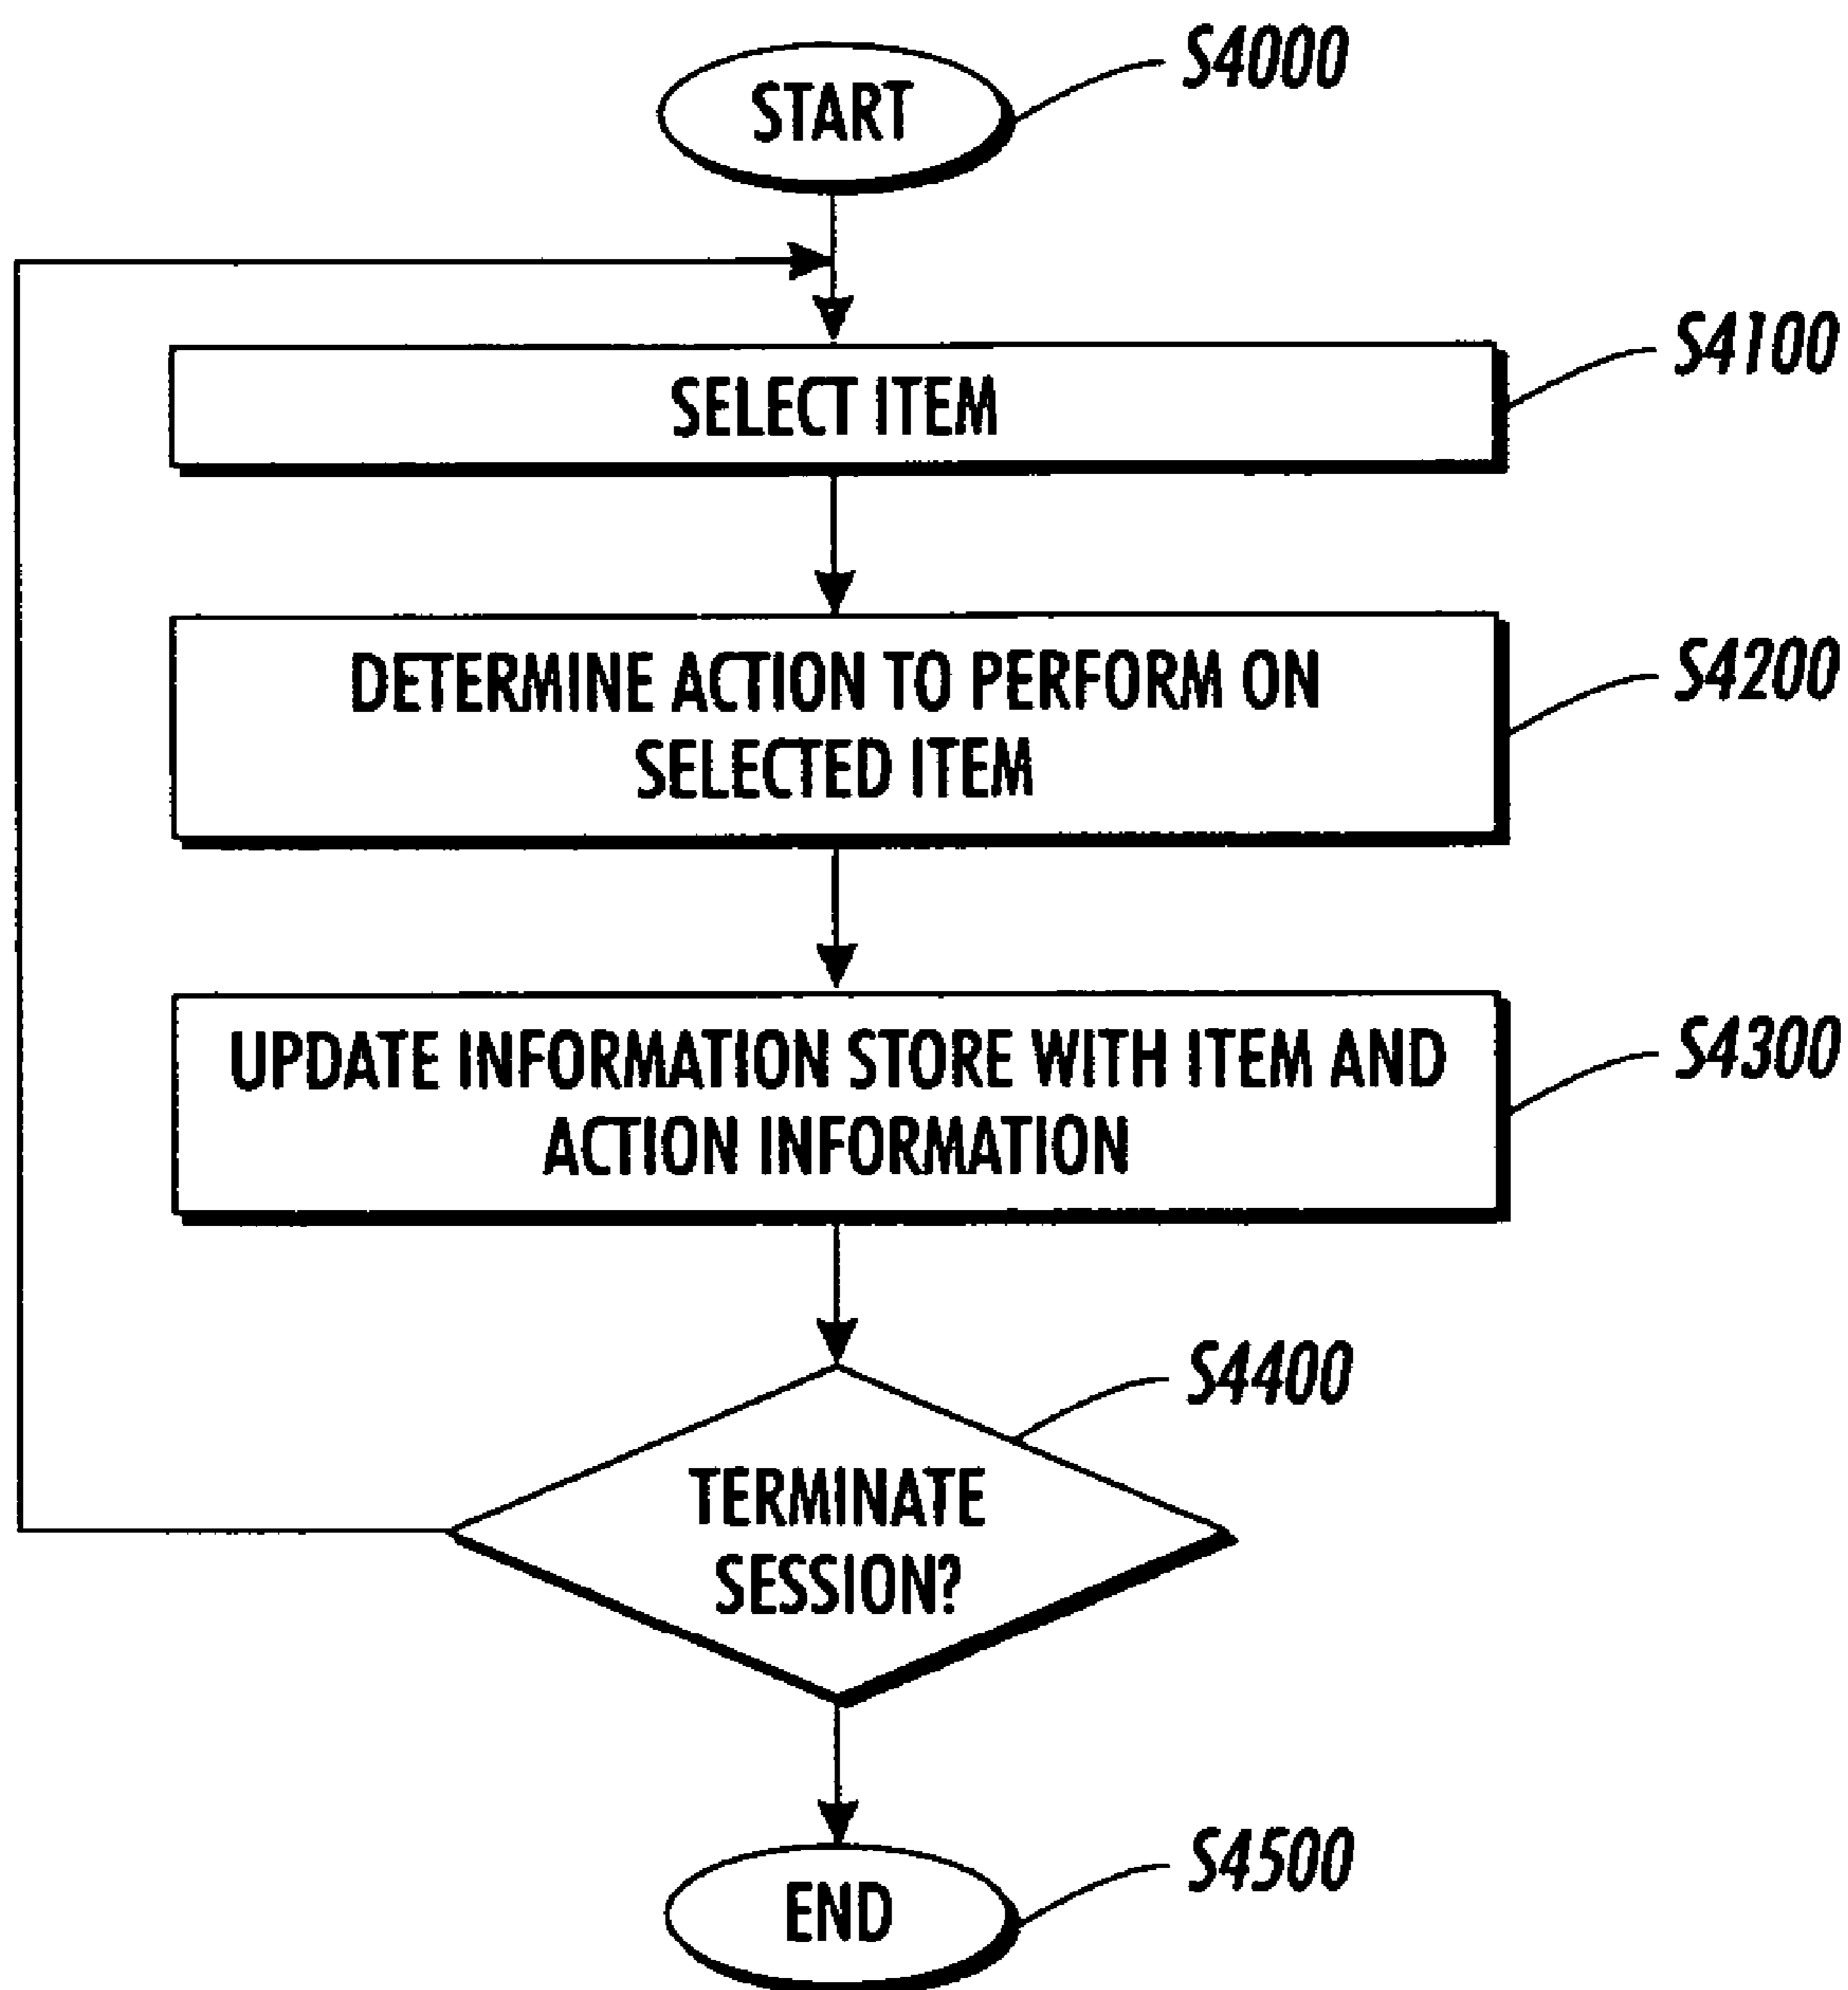 START
S4000
SELECT ITEM
S4100
DETERMINE ACTION TO PERFORM ON
SELECTED ITEM
S4200
UPDATE INFORMATION STORE WITH ITEM AND
ACTION INFORMATION
S4300
TERMINATE
SESSION?
S4400
END
S4500